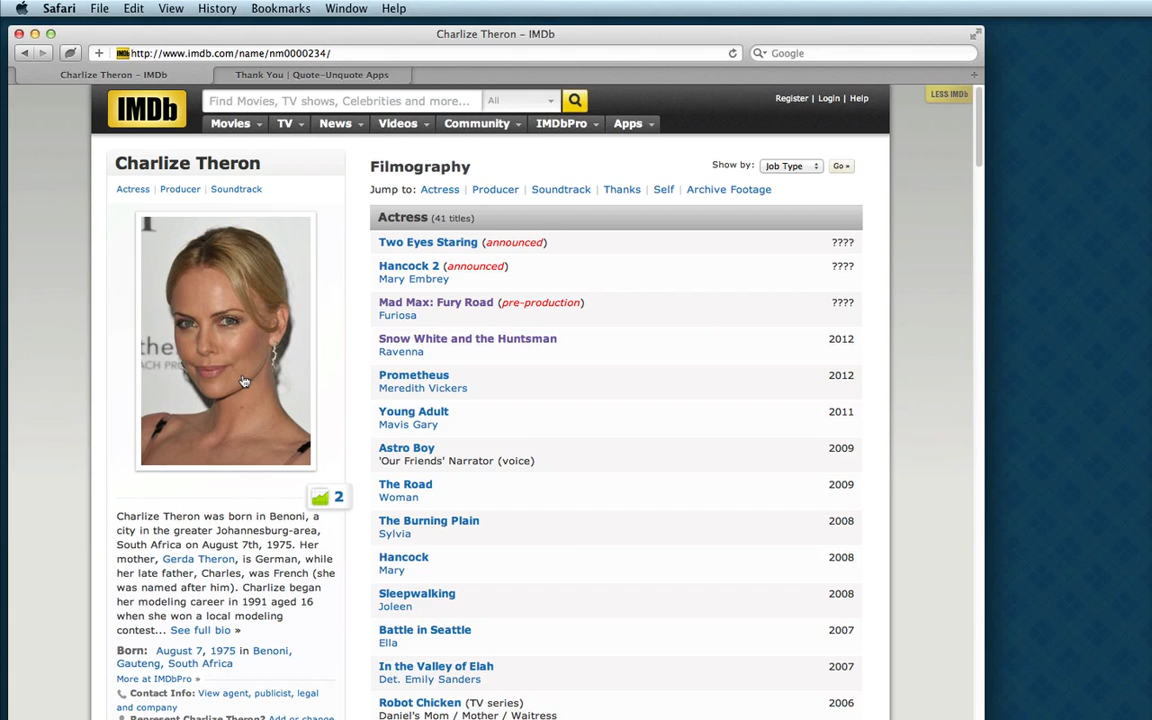 Safari File Edit View History Bookmarks Window Help
Charlize Theron – IMDb
http://www.imdb.com/name/nm0000234/
Google
Charlize Theron – IMDb
Thank You | Quote-Unquote Apps
LESS IMDb
IMDb
Find Movies, TV shows, Celebrities and more...
All
Register | Login | Help
Movies TV News Videos Community IMDbPro Apps
Charlize Theron
Actress | Producer | Soundtrack
2
Charlize Theron was born in Benoni, a
city in the greater Johannesburg-area,
South Africa on August 7th, 1975. Her
mother, Gerda Theron, is German, while
her late father, Charles, was French (she
was named after him). Charlize began
her modeling career in 1991 aged 16
when she won a local modeling
contest... See full bio »
Born: August 7, 1975 in Benoni,
Gauteng, South Africa
More at IMDbPro »
Contact Info: View agent, publicist, legal
and company
Represent Charlize Theron? Add or change
Filmography
Show by: Job Type Go »
Jump to: Actress | Producer | Soundtrack | Thanks | Self | Archive Footage
Actress (41 titles)
Two Eyes Staring (announced) ????
Hancock 2 (announced) ????
Mary Embrey
Mad Max: Fury Road (pre-production) ????
Furiosa
Snow White and the Huntsman 2012
Ravenna
Prometheus 2012
Meredith Vickers
Young Adult 2011
Mavis Gary
Astro Boy 2009
'Our Friends' Narrator (voice)
The Road 2009
Woman
The Burning Plain 2008
Sylvia
Hancock 2008
Mary
Sleepwalking 2008
Joleen
Battle in Seattle 2007
Ella
In the Valley of Elah 2007
Det. Emily Sanders
Robot Chicken (TV series) 2006
Daniel's Mom / Mother / Waitress